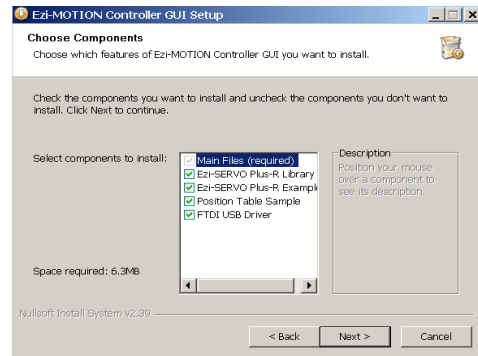 Ezi-MOTION Controller GUI Setup
Choose Components
Choose which features of Ezi-MOTION Controller GUI you want to install.
Check the components you want to install and uncheck the components you don't want to
install. Click Next to continue.
Select components to install:
Main Files (required)
Ezi-SERVO Plus-R Library
Ezi-SERVO Plus-R Exampl
Position Table Sample
FTDI USB Driver
Description
Position your mouse
over a component to
see its description.
Space required: 6.3MB
Nullsoft Install System v2.39
< Back
Next >
Cancel